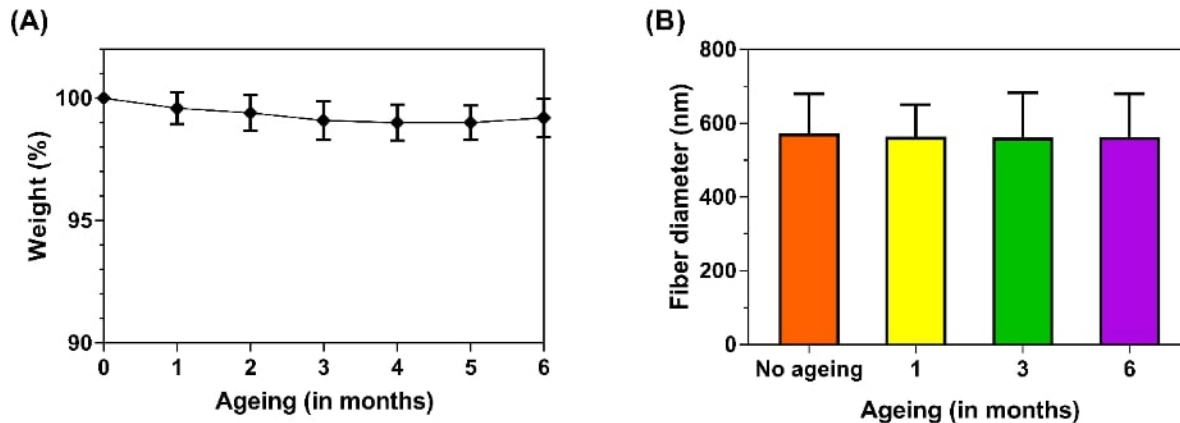 (A)
Weight (%)
100
95
90
0 1 2 3 4 5 6
Ageing (in months)
(B)
Fiber diameter (nm)
800
600
400
200
0
No ageing 1 3 6
Ageing (in months)